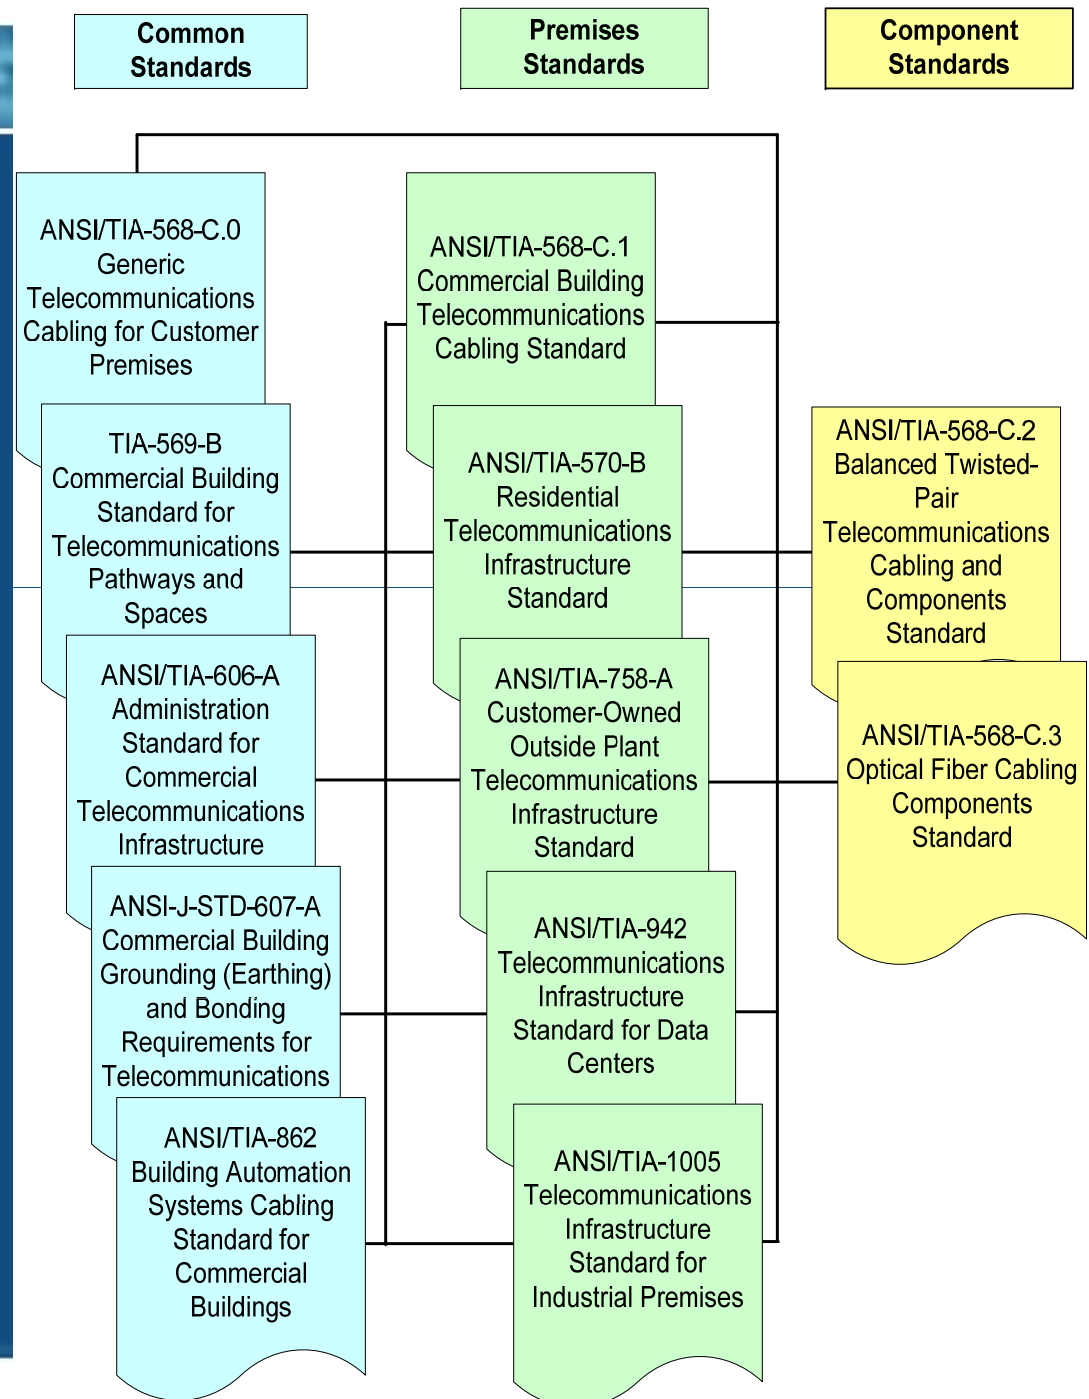 Common
Standards
Premises
Standards
Component
Standards
ANSI/TIA-568-C.0
Generic
Telecommunications
Cabling for Customer
Premises
TIA-569-B
Commercial Building
Standard for
Telecommunications
Pathways and
Spaces
ANSI/TIA-606-A
Administration
Standard for
Commercial
Telecommunications
Infrastructure
ANSI-J-STD-607-A
Commercial Building
Grounding (Earthing)
and Bonding
Requirements for
Telecommunications
ANSI/TIA-862
Building Automation
Systems Cabling
Standard for
Commercial
Buildings
ANSI/TIA-568-C.1
Commercial Building
Telecommunications
Cabling Standard
ANSI/TIA-570-B
Residential
Telecommunications
Infrastructure
Standard
ANSI/TIA-758-A
Customer-Owned
Outside Plant
Telecommunications
Infrastructure
Standard
ANSI/TIA-942
Telecommunications
Infrastructure
Standard for Data
Centers
ANSI/TIA-1005
Telecommunications
Infrastructure
Standard for
Industrial Premises
ANSI/TIA-568-C.2
Balanced Twisted-
Pair
Telecommunications
Cabling and
Components
Standard
ANSI/TIA-568-C.3
Optical Fiber Cabling
Components
Standard